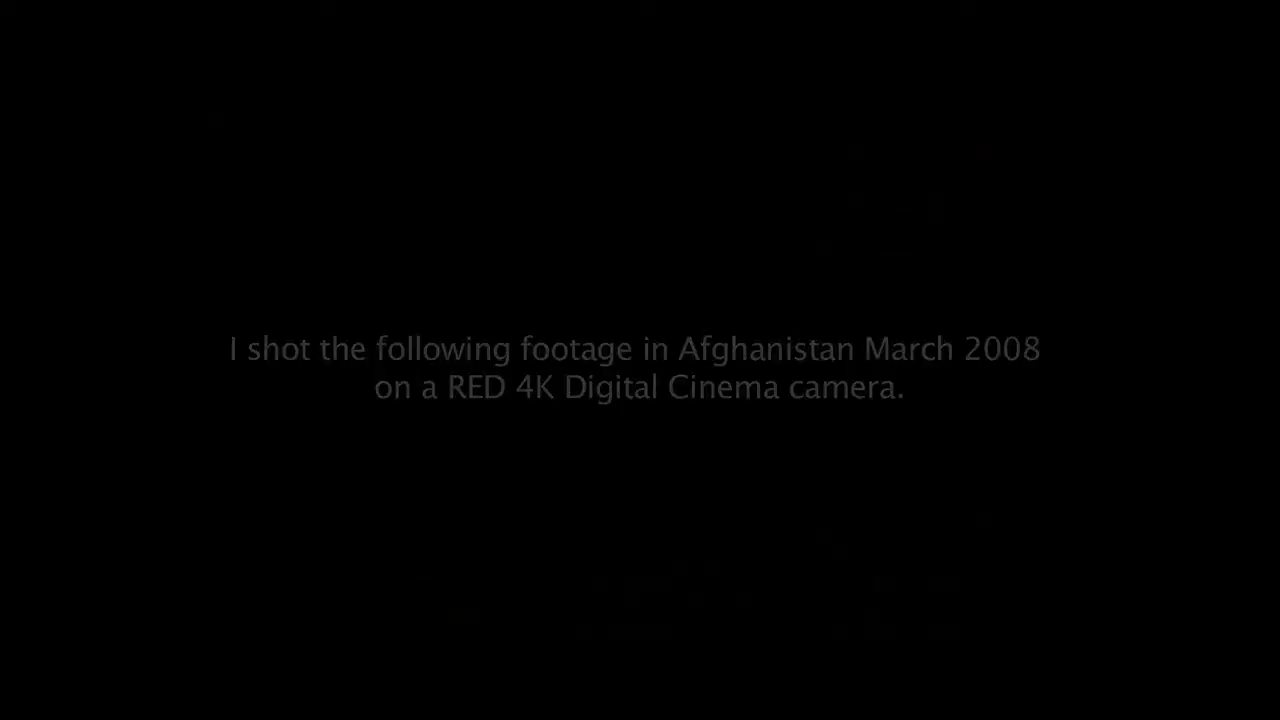 I shot the following footage in Afghanistan March 2008
on a RED 4K Digital Cinema camera.